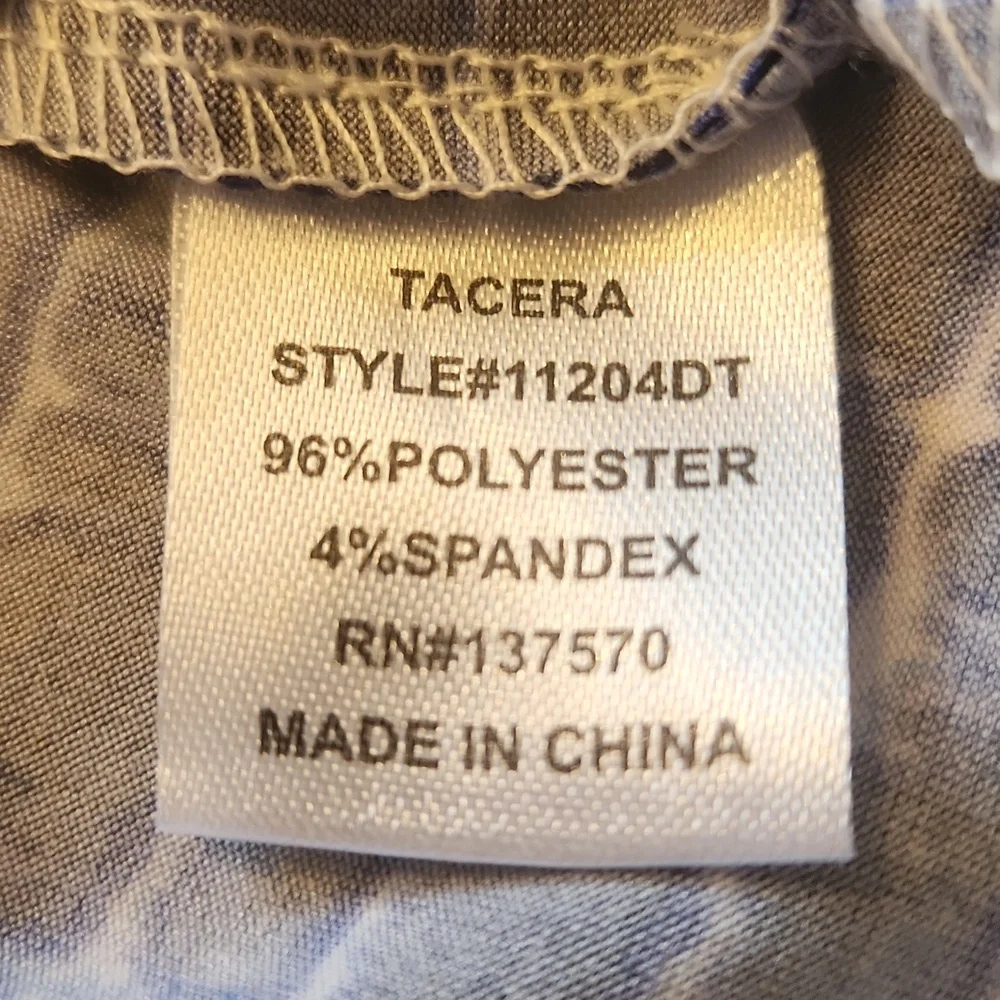 TACERA
STYLE#11204DT
96%POLYESTER
4%SPANDEX
RN#137570
MADE IN CHINA